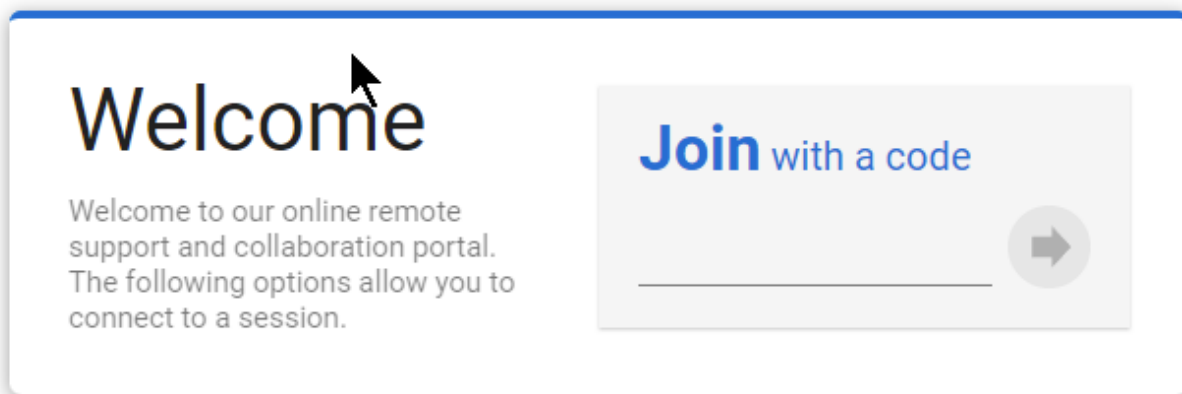 Welcome
Welcome to our online remote
support and collaboration portal.
The following options allow you to
connect to a session.
Join with a code